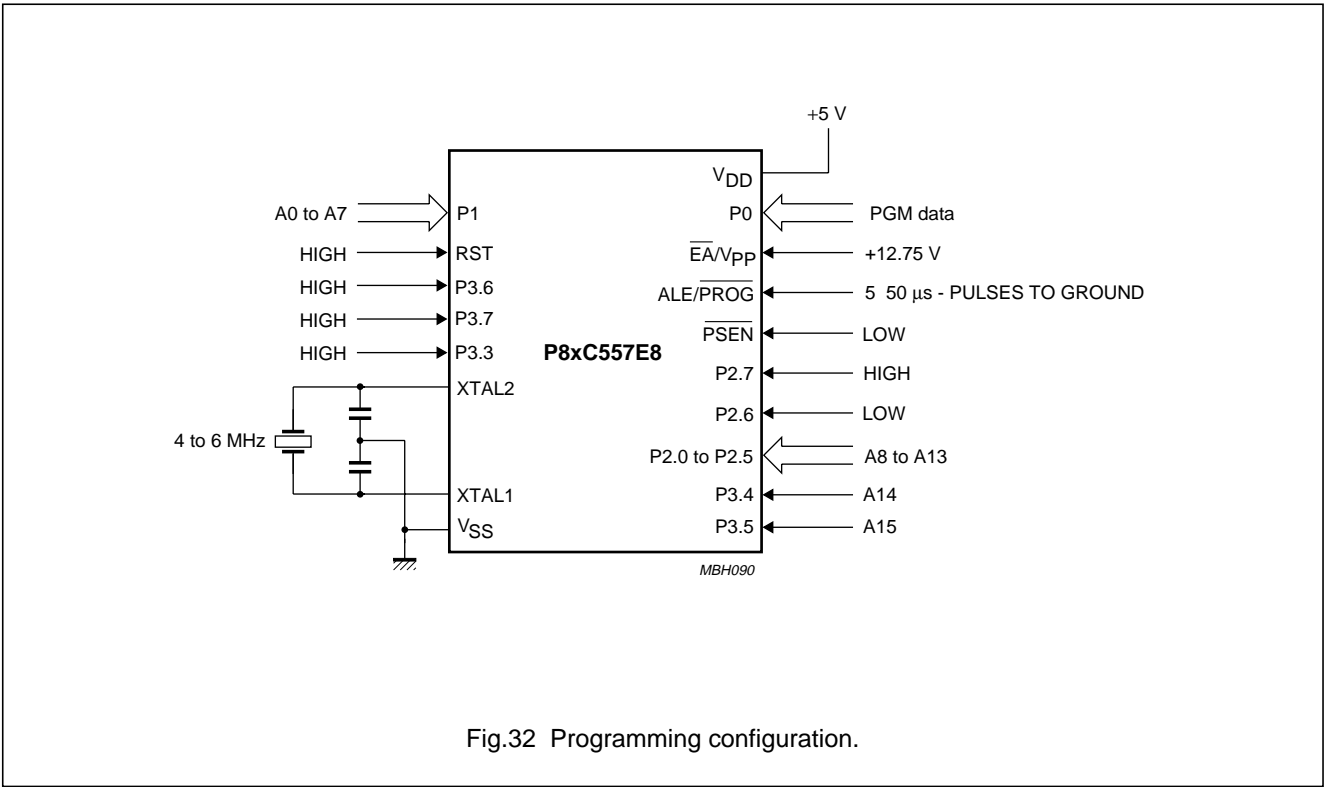 +5 V
VDD
A0 to A7
P1
P0
PGM data
HIGH
RST
EA/VPP
+12.75 V
HIGH
P3.6
ALE/PROG
5 50 μs - PULSES TO GROUND
HIGH
P3.7
PSEN
LOW
HIGH
P3.3
P8xC557E8
P2.7
HIGH
XTAL2
P2.6
LOW
4 to 6 MHz
P2.0 to P2.5
A8 to A13
XTAL1
P3.4
A14
VSS
P3.5
A15
MBH090
Fig.32 Programming configuration.